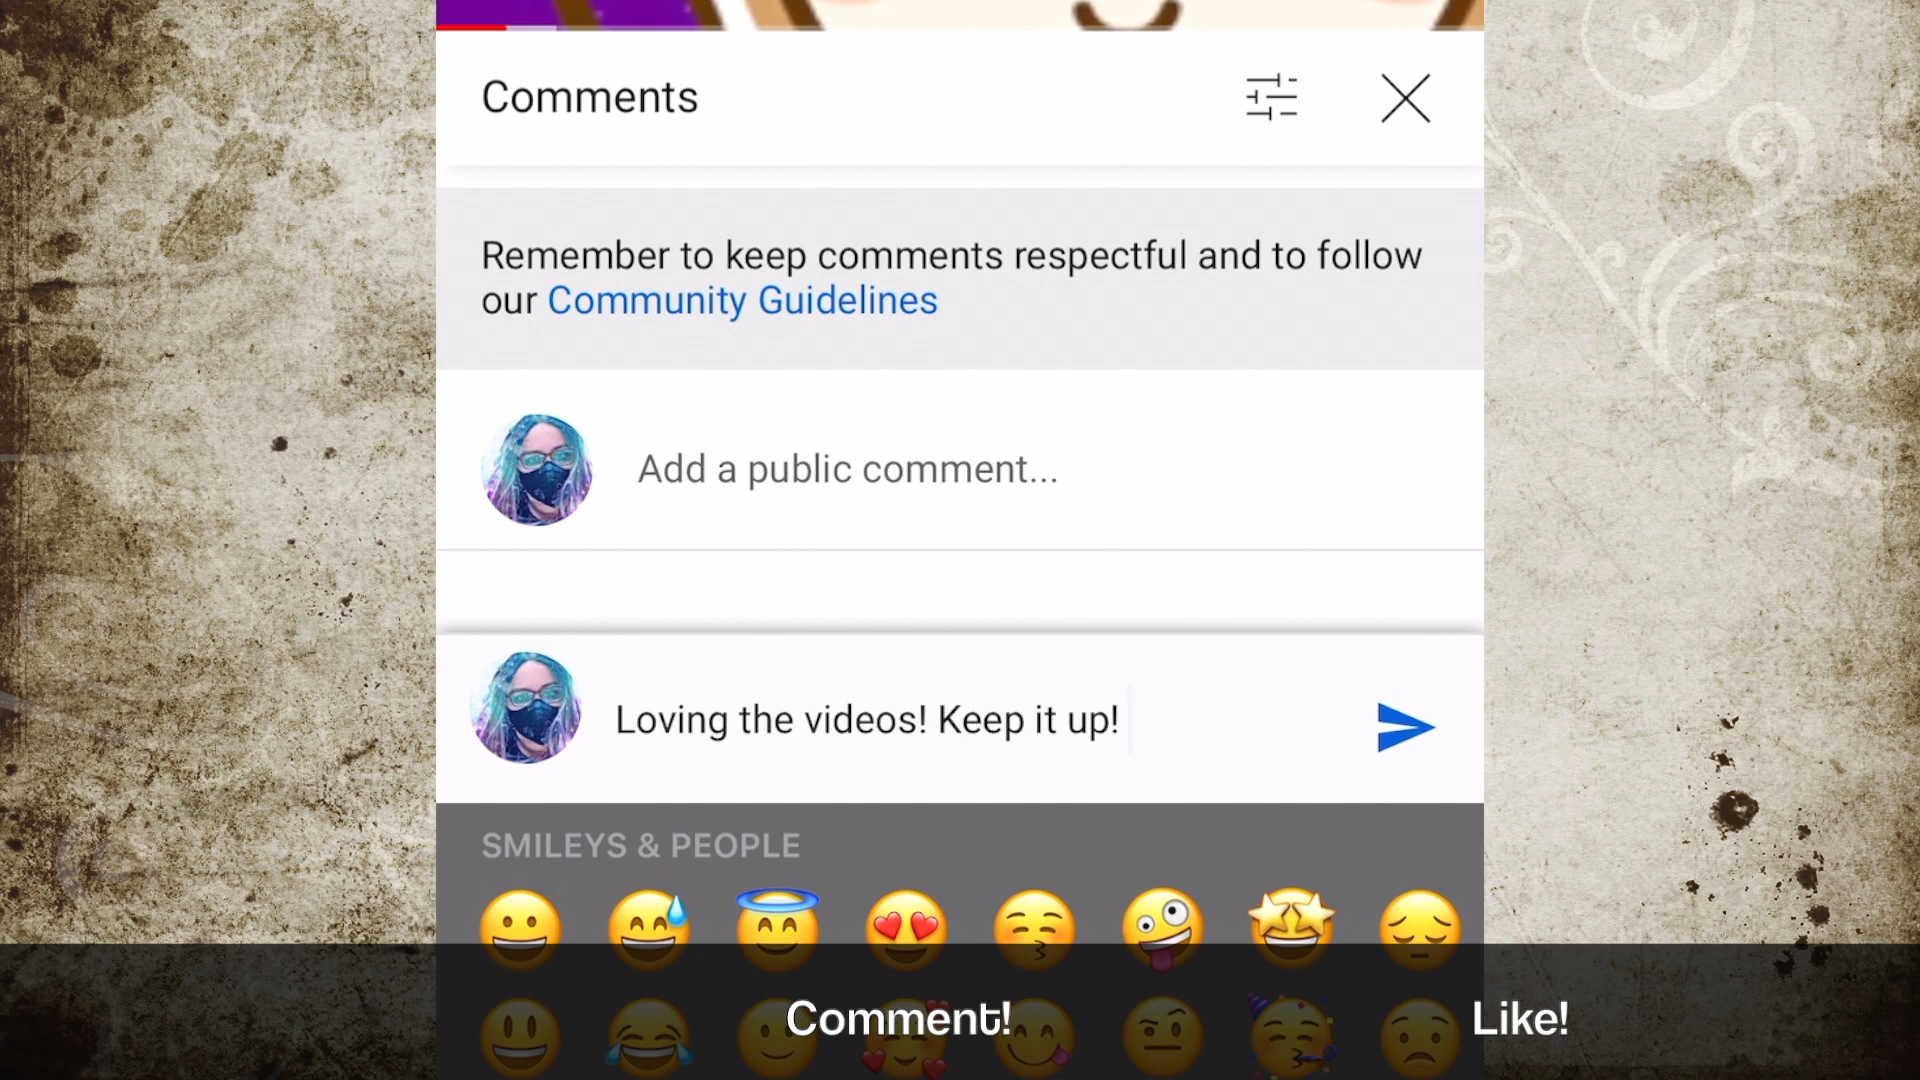 Comments
Remember to keep comments respectful and to follow
our Community Guidelines
Add a public comment...
Loving the videos! Keep it up!
SMILEYS & PEOPLE
Comment!
Like!